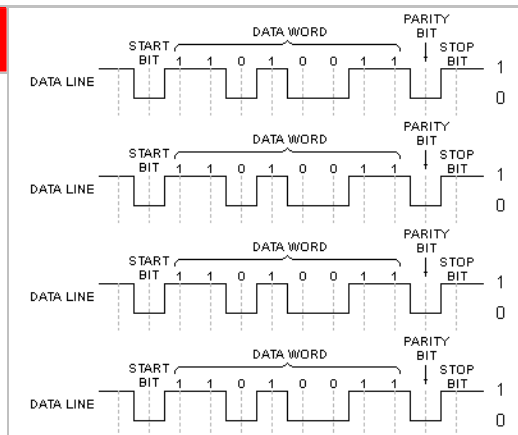 PARITY
BIT
DATA WORD
START
BIT
STOP
BIT
1 1 0 1 0 0 1 1
1
DATA LINE
0
PARITY
BIT
DATA WORD
START
BIT
STOP
BIT
1 1 0 1 0 0 1 1
1
DATA LINE
0
PARITY
BIT
DATA WORD
START
BIT
STOP
BIT
1 1 0 1 0 0 1 1
1
DATA LINE
0
PARITY
BIT
DATA WORD
START
BIT
STOP
BIT
1 1 0 1 0 0 1 1
1
DATA LINE
0